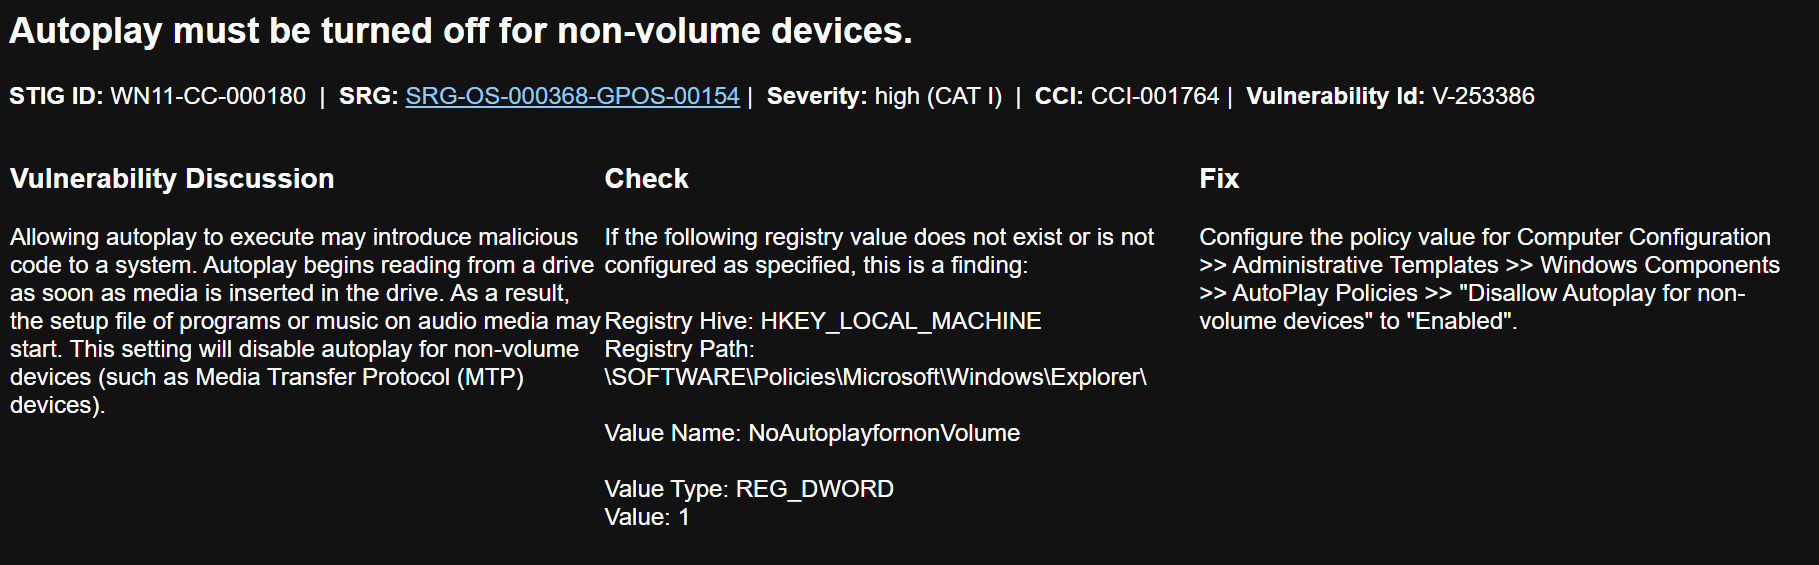 Autoplay must be turned off for non-volume devices.
STIG ID: WN11-CC-000180 | SRG: SRG-OS-000368-GPOS-00154 | Severity: high (CAT I) | CCI: CCI-001764 | Vulnerability Id: V-253386
Vulnerability Discussion
Allowing autoplay to execute may introduce malicious
code to a system. Autoplay begins reading from a drive
as soon as media is inserted in the drive. As a result,
the setup file of programs or music on audio media may
start. This setting will disable autoplay for non-volume
devices (such as Media Transfer Protocol (MTP)
devices).
Check
If the following registry value does not exist or is not
configured as specified, this is a finding:
Registry Hive: HKEY_LOCAL_MACHINE
Registry Path:
\SOFTWARE\Policies\Microsoft\Windows\Explorer\
Value Name: NoAutoplayfornonVolume
Value Type: REG_DWORD
Value: 1
Fix
Configure the policy value for Computer Configuration
>> Administrative Templates >> Windows Components
>> AutoPlay Policies >> "Disallow Autoplay for non-
volume devices" to "Enabled".